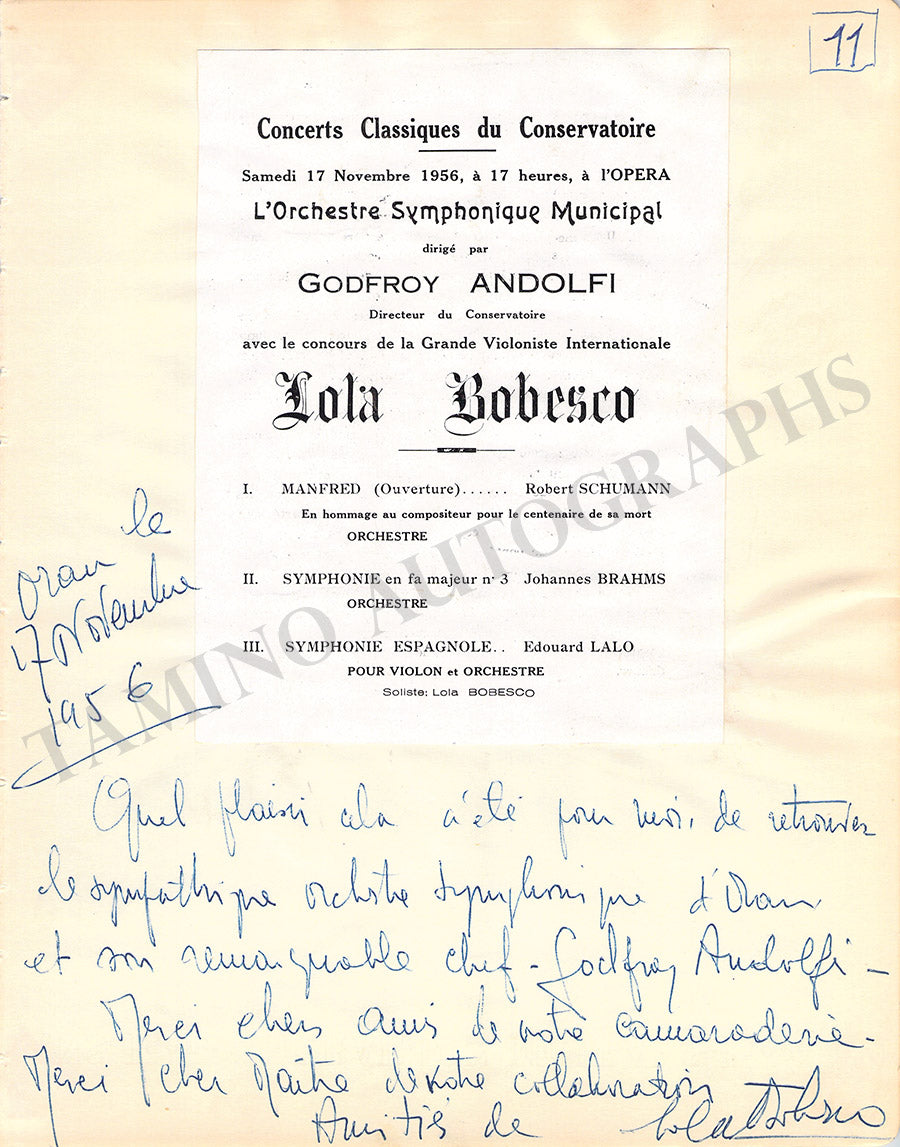 11
Concerts Classiques du Conservatoire
Samedi 17 Novembre 1956, à 17 heures, à l'OPERA
L'Orchestre Symphonique Municipal
dirigé par
GODFROY ANDOLFI
Directeur du Conservatoire
avec le concours de la Grande Violoniste Internationale
Lola Bobesco
I. MANFRED (Ouverture)...... Robert SCHUMANN
En hommage au compositeur pour le centenaire de sa mort
ORCHESTRE
II. SYMPHONIE en fa majeur n· 3 Johannes BRAHMS
ORCHESTRE
III. SYMPHONIE ESPAGNOLE.. Edouard LALO
POUR VIOLON et ORCHESTRE
Soliste: Lola BOBESCO
TAMINO AUTOGRAPHS
Oran le
17 Novembre
1956
Quel plaisir cela a été pour moi, de retrouver
le sympathique orchestre symphonique d'Oran
et son remarquable chef - Godfroy Andolfi -
Merci chers amis de votre camaraderie -
Merci cher Maître de votre collaboration
Amitiés de Lola Bobesco